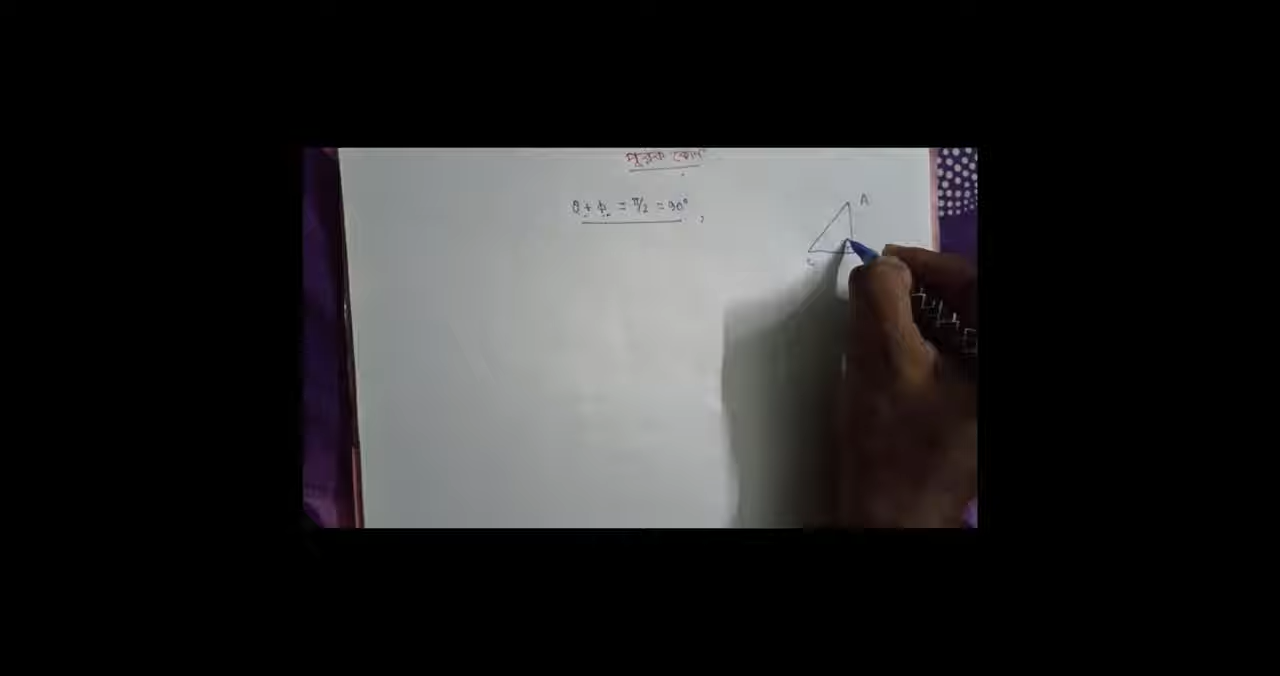 পূরক কোণ
θ + φ = π/2 = 90° ,
A
C